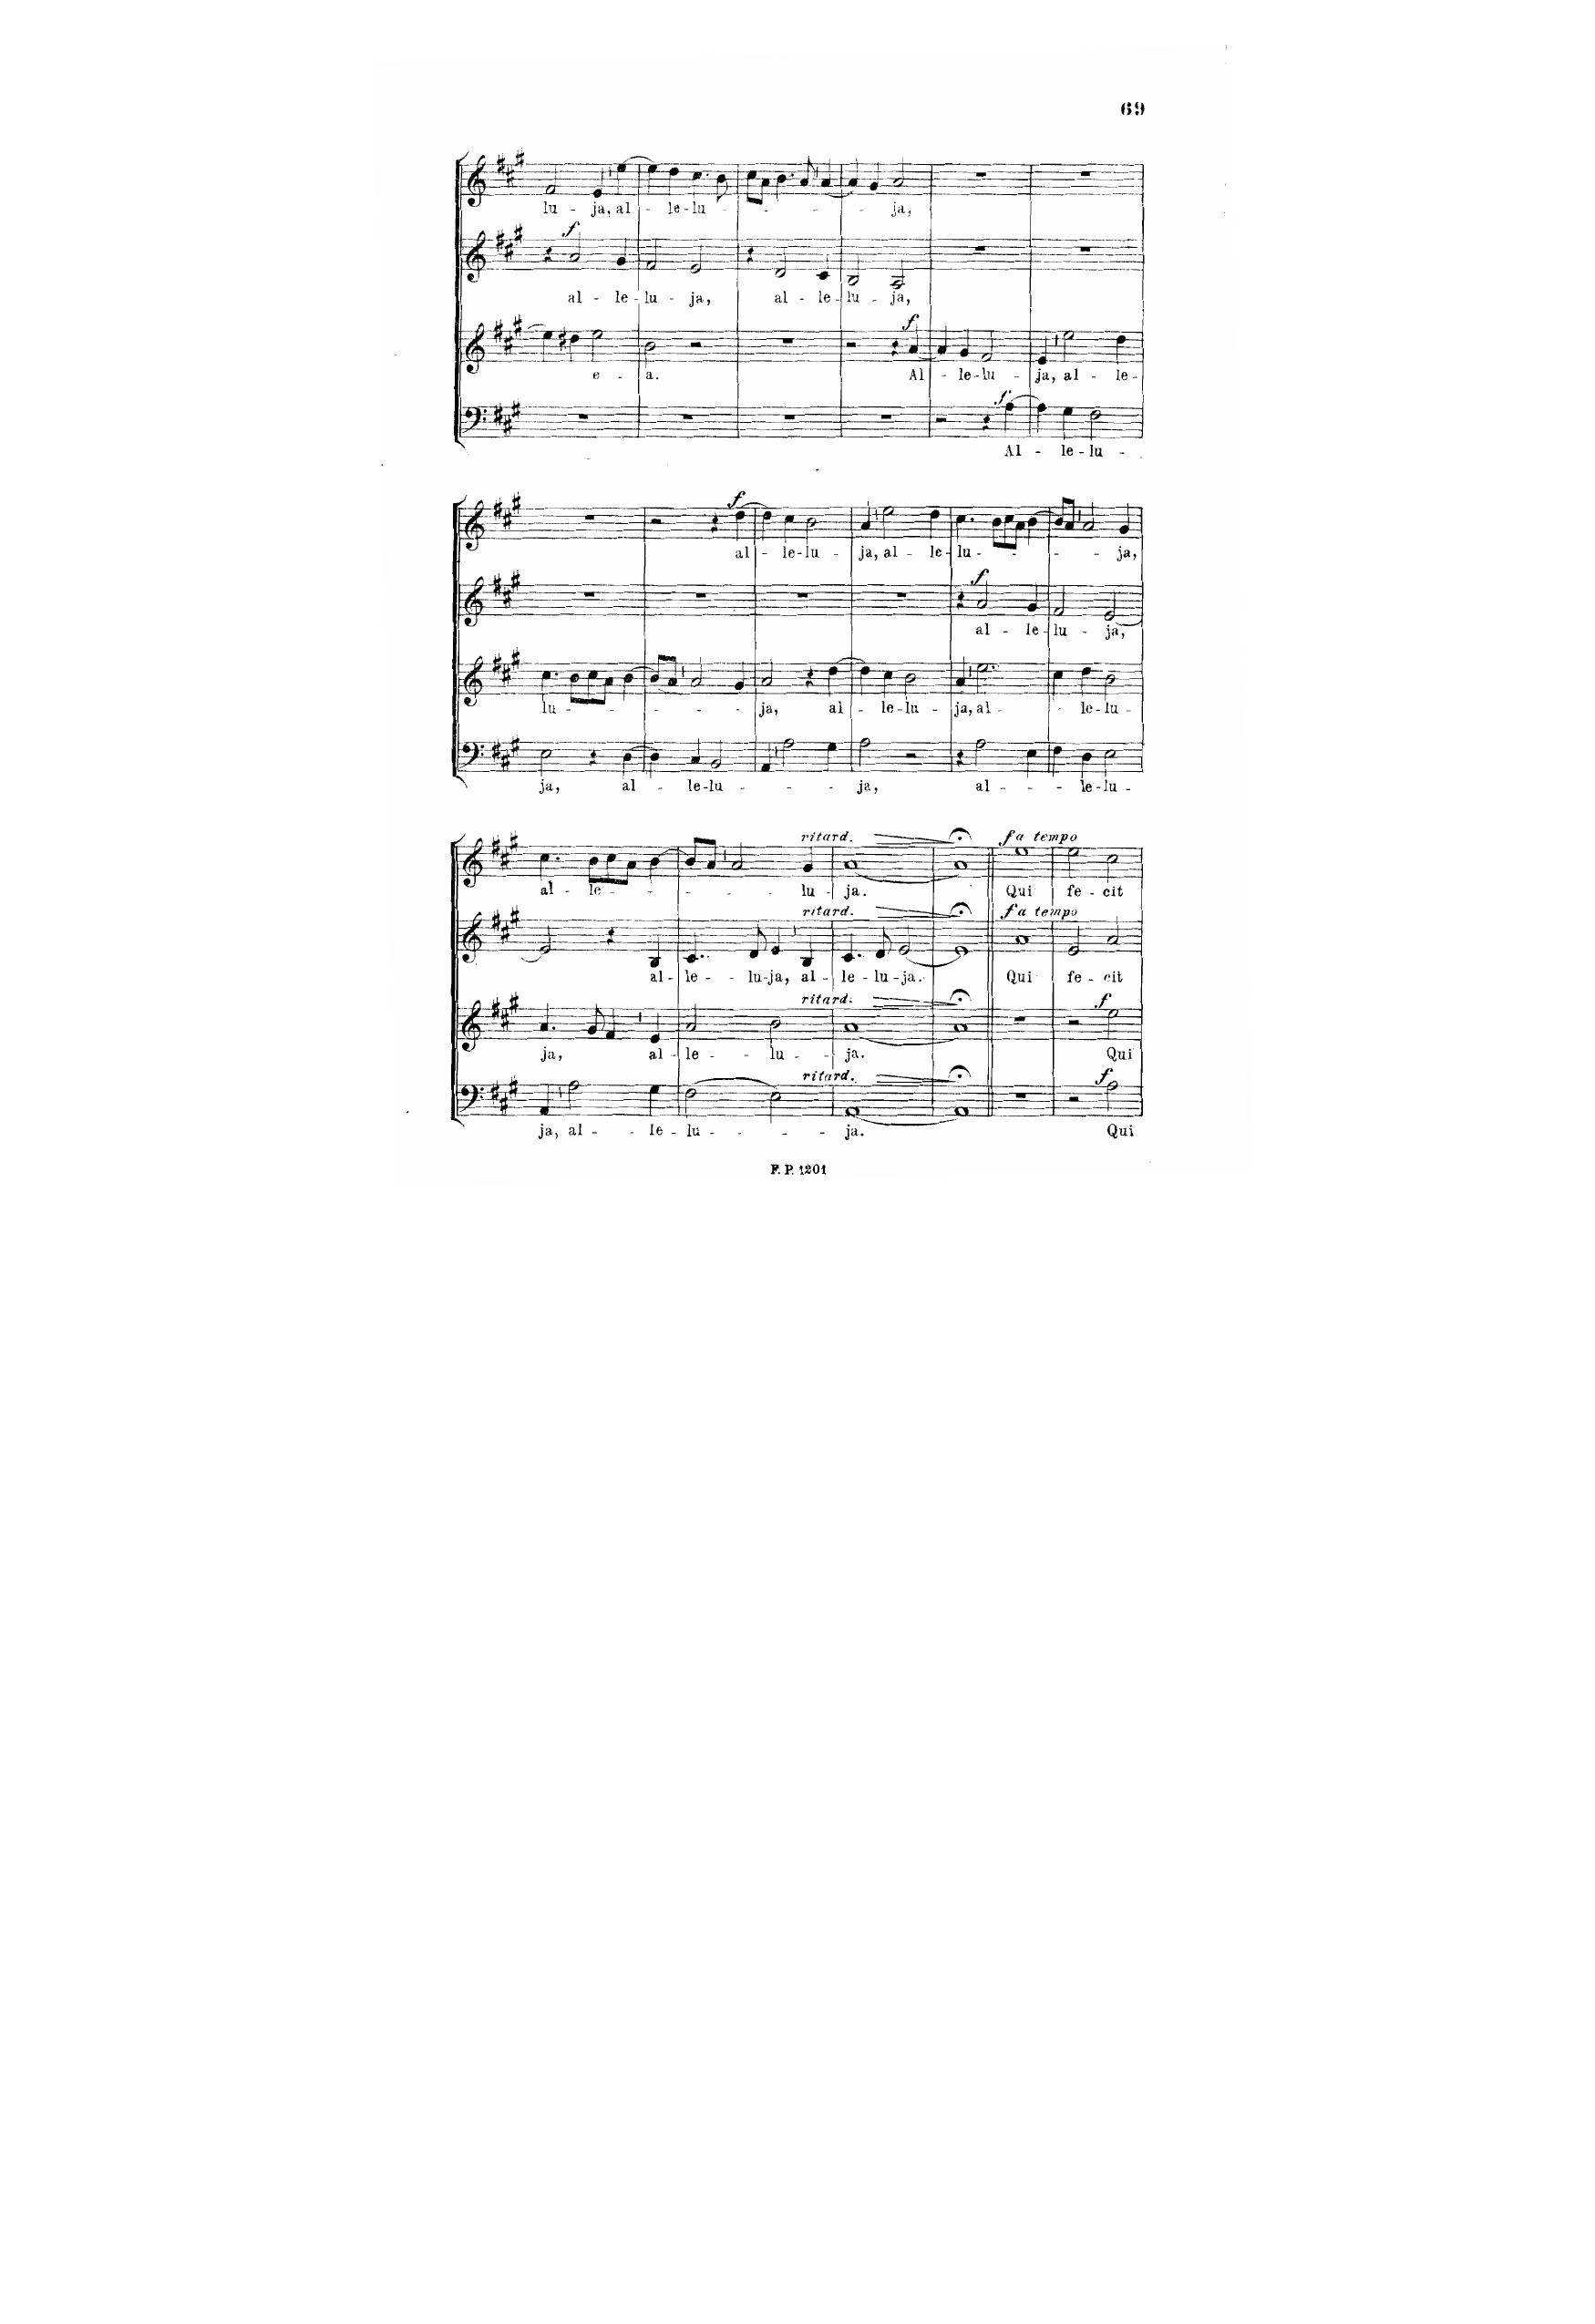 69
lu - ja, al - le - lu - - - - - ja,
f
al - le - lu - ja, al - le - lu - ja,
f
e - a. Al - le - lu - ja, al - le -
f
Al - le - lu -
f
al - le - lu - ja, al - le - lu - - - - - ja,
f
al - le - lu - ja,
lu - - - - - ja, al - le - lu - ja, al - - le - lu -
ja, al - le - lu - - - ja, al - - - le - lu -
ritard. f a tempo
al - le - - - - - lu - ja. Qui fe - cit
ritard. f a tempo
al - le - - lu - ja, al - le - lu - ja. Qui fe - cit
ritard. f
ja, al - le - - lu - - ja. Qui
ritard. f
ja, al - - le - lu - - - - ja. Qui
F. P. 1201